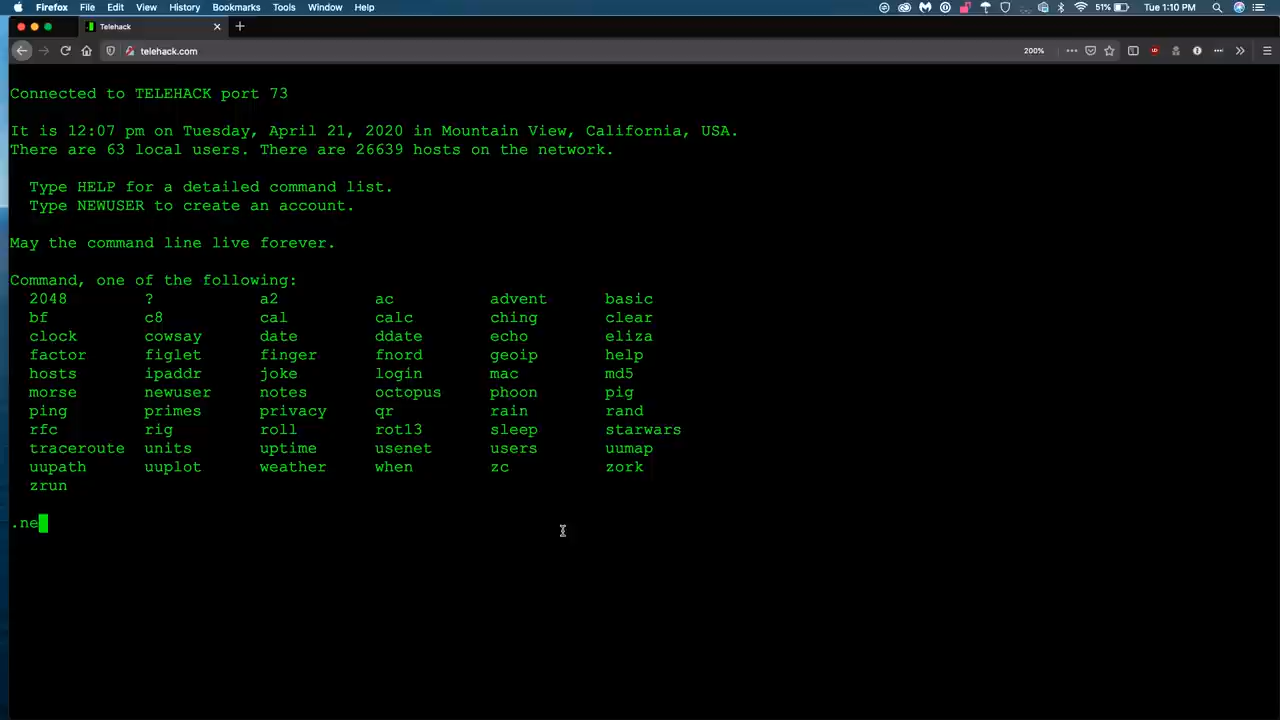 Firefox File Edit View History Bookmarks Tools Window Help 51% Tue 1:10 PM
Telehack
telehack.com 200%
Connected to TELEHACK port 73
It is 12:07 pm on Tuesday, April 21, 2020 in Mountain View, California, USA.
There are 63 local users. There are 26639 hosts on the network.
Type HELP for a detailed command list.
Type NEWUSER to create an account.
May the command line live forever.
Command, one of the following:
2048 ? a2 ac advent basic
bf c8 cal calc ching clear
clock cowsay date ddate echo eliza
factor figlet finger fnord geoip help
hosts ipaddr joke login mac md5
morse newuser notes octopus phoon pig
ping primes privacy qr rain rand
rfc rig roll rot13 sleep starwars
traceroute units uptime usenet users uumap
uupath uuplot weather when zc zork
zrun
.ne